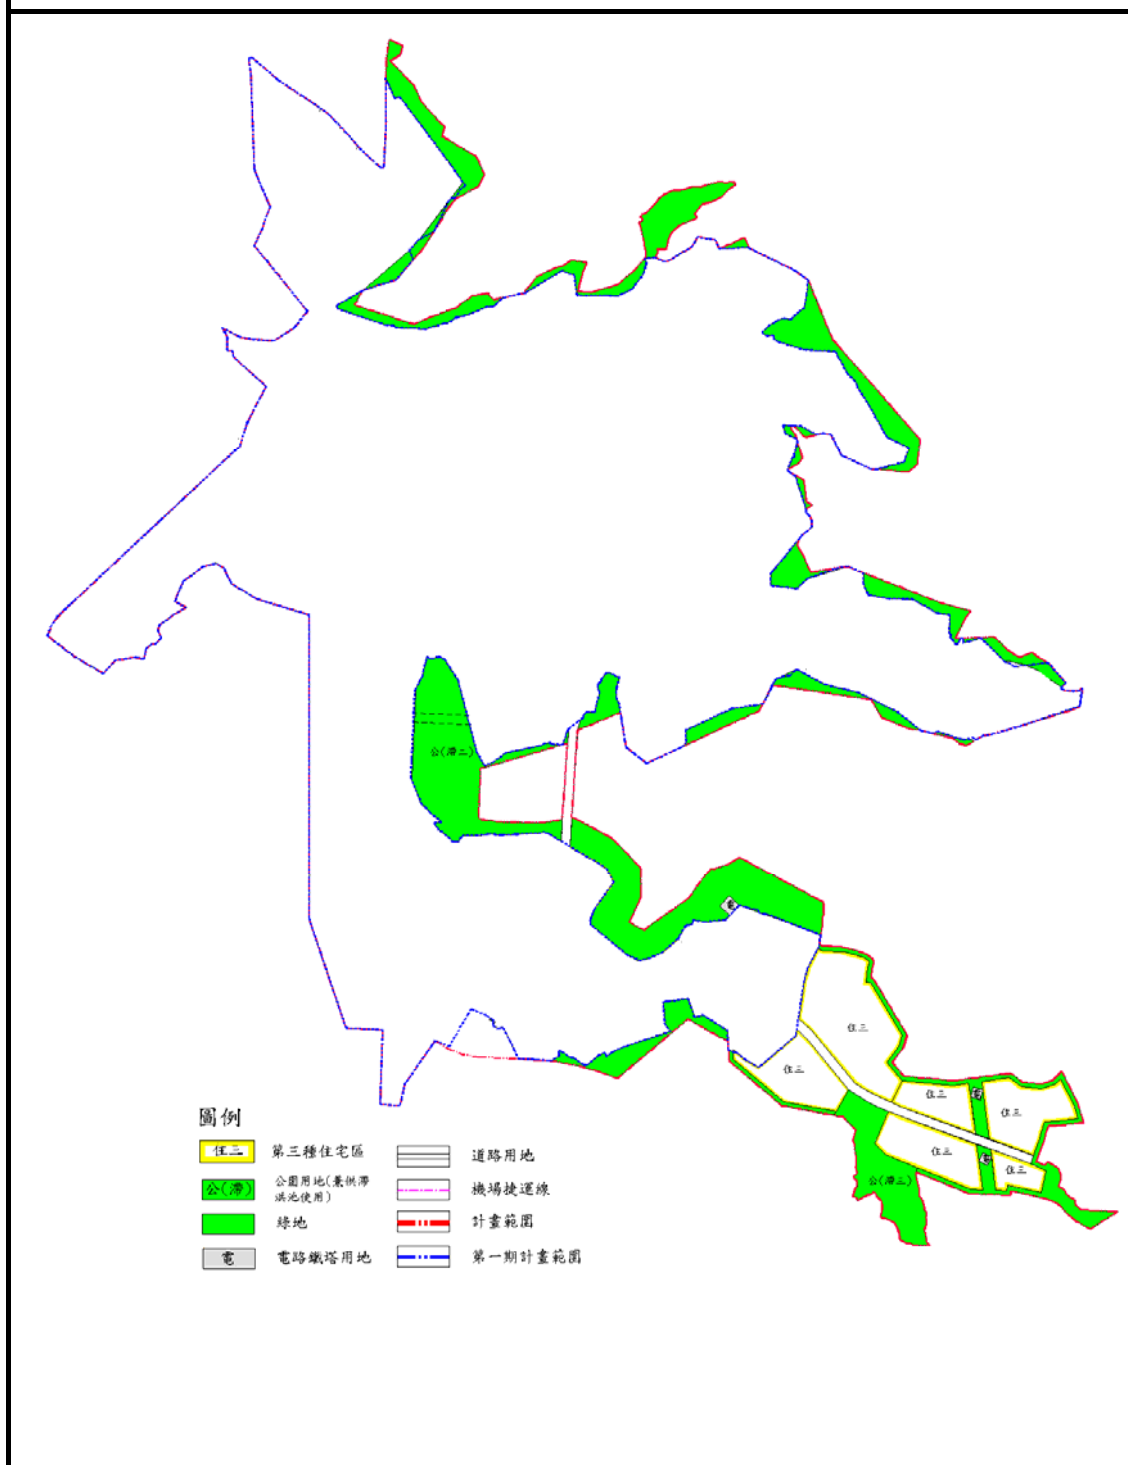 公(滯二)
電
住三
住三
住三
電
住三
住三
電
住三
公(滯三)
圖例
住三 第三種住宅區
公(滯) 公園用地(兼供滯
洪池使用)
綠地
電 電路鐵塔用地
道路用地
機場捷運線
計畫範圍
第一期計畫範圍